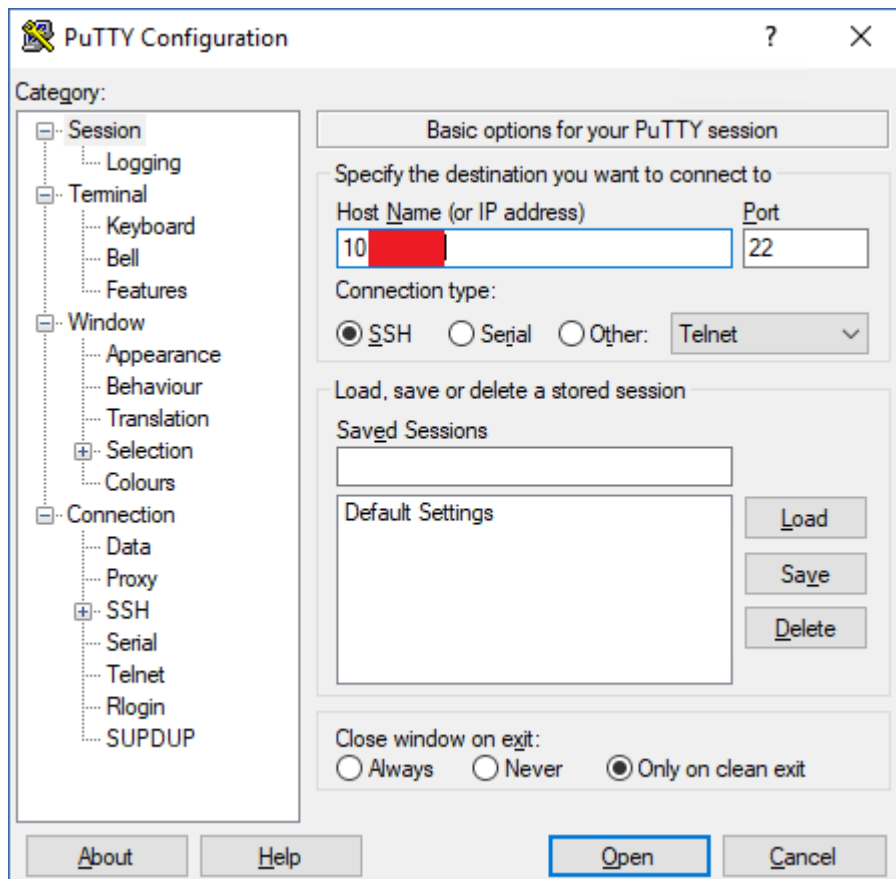 PuTTY Configuration
?
Category:
Session
Logging
Terminal
Keyboard
Bell
Features
Window
Appearance
Behaviour
Translation
Selection
Colours
Connection
Data
Proxy
SSH
Serial
Telnet
Rlogin
SUPDUP
Basic options for your PuTTY session
Specify the destination you want to connect to
Host Name (or IP address) Port
10 22
Connection type:
SSH Serial Other: Telnet
Load, save or delete a stored session
Saved Sessions
Default Settings
Load
Save
Delete
Close window on exit:
Always Never Only on clean exit
About Help Open Cancel